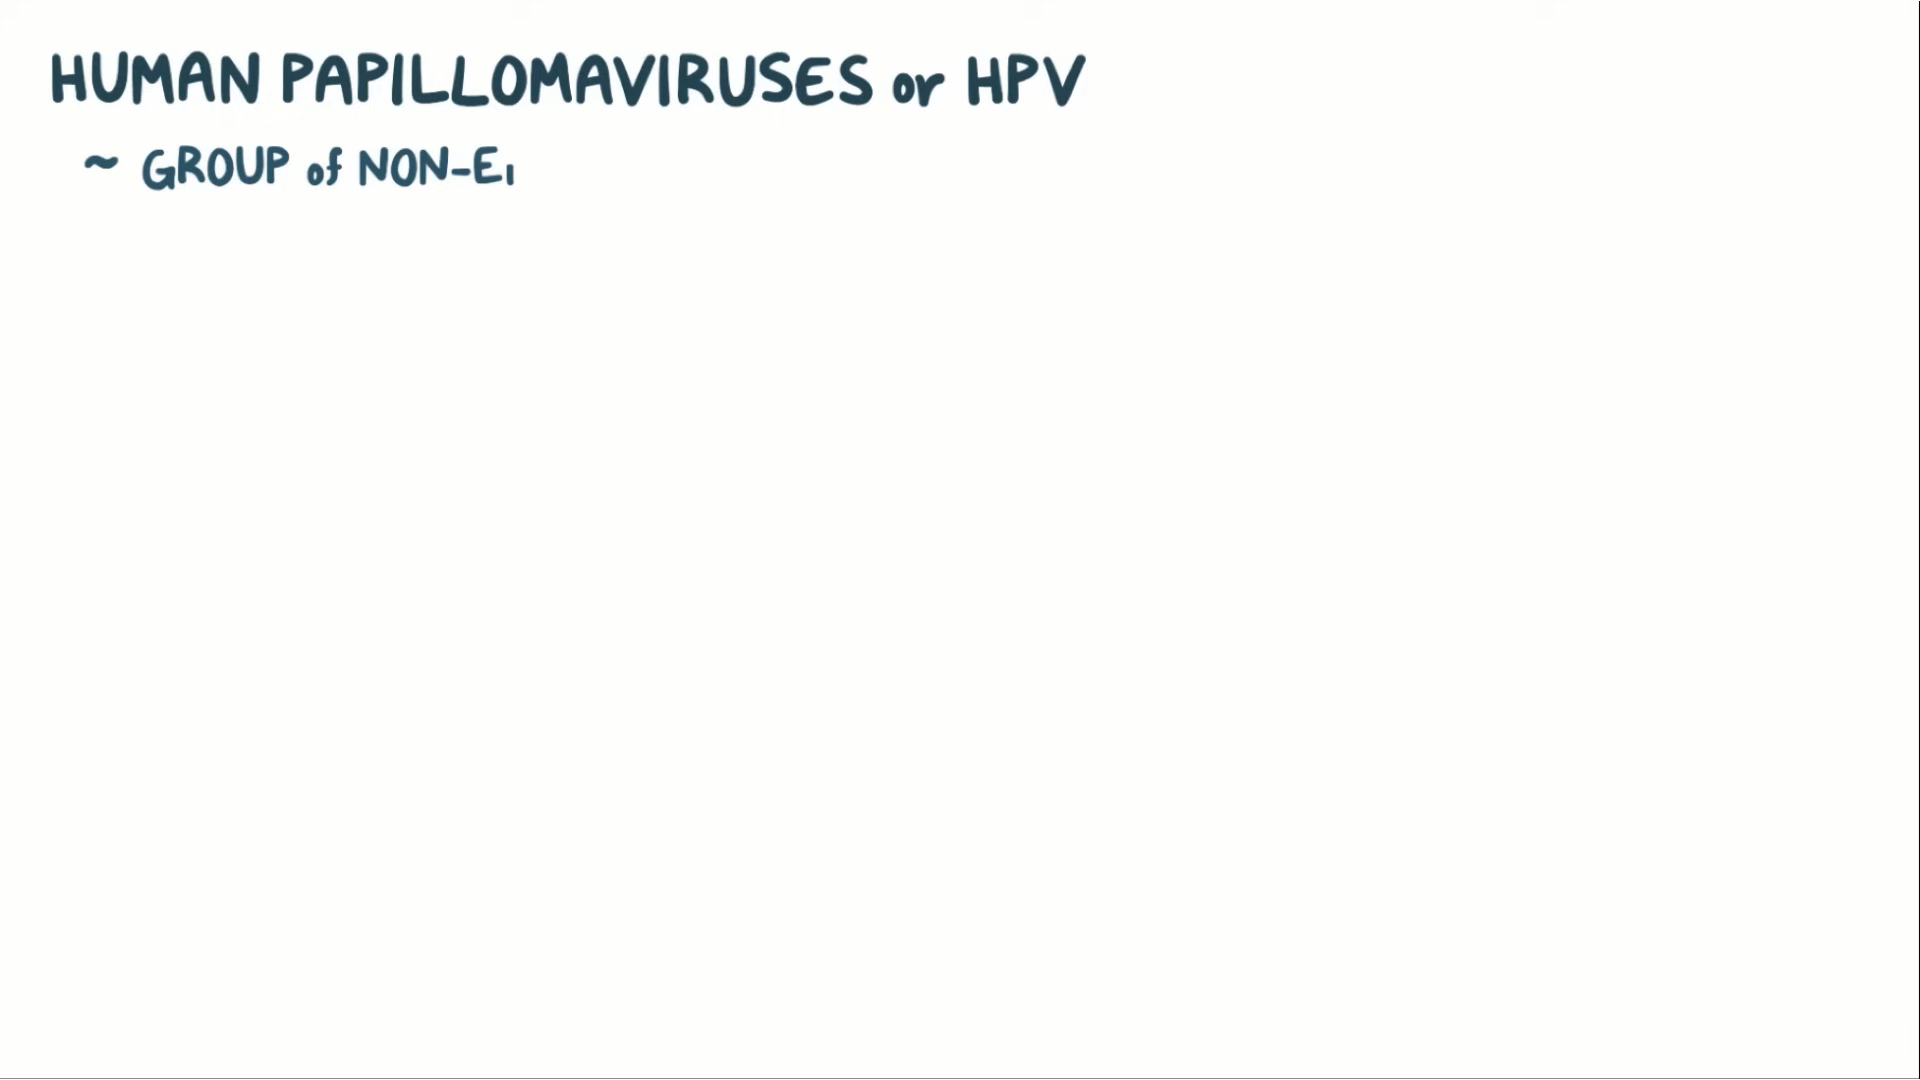 HUMAN PAPILLOMAVIRUSES or HPV
~ GROUP of NON-E